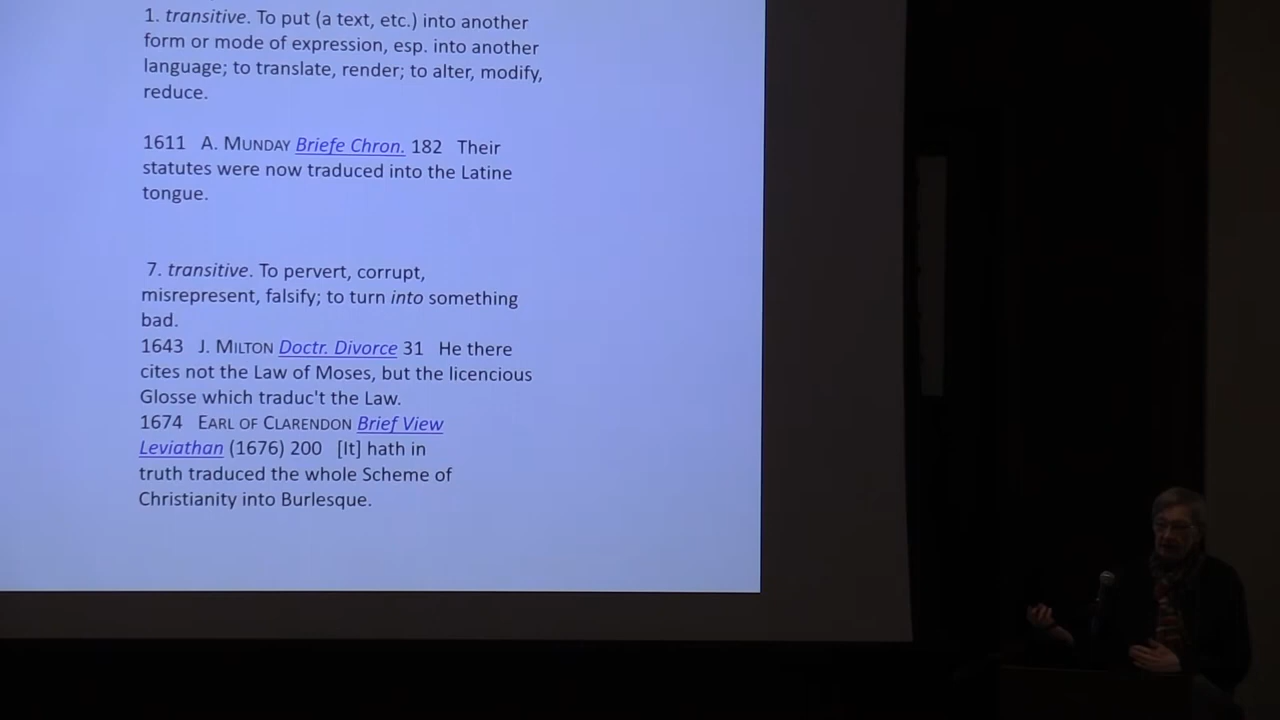 1. transitive. To put (a text, etc.) into another
form or mode of expression, esp. into another
language; to translate, render; to alter, modify,
reduce.
1611 A. MUNDAY Briefe Chron. 182 Their
statutes were now traduced into the Latine
tongue.
7. transitive. To pervert, corrupt,
misrepresent, falsify; to turn into something
bad.
1643 J. MILTON Doctr. Divorce 31 He there
cites not the Law of Moses, but the licencious
Glosse which traduc't the Law.
1674 EARL OF CLARENDON Brief View
Leviathan (1676) 200 [It] hath in
truth traduced the whole Scheme of
Christianity into Burlesque.